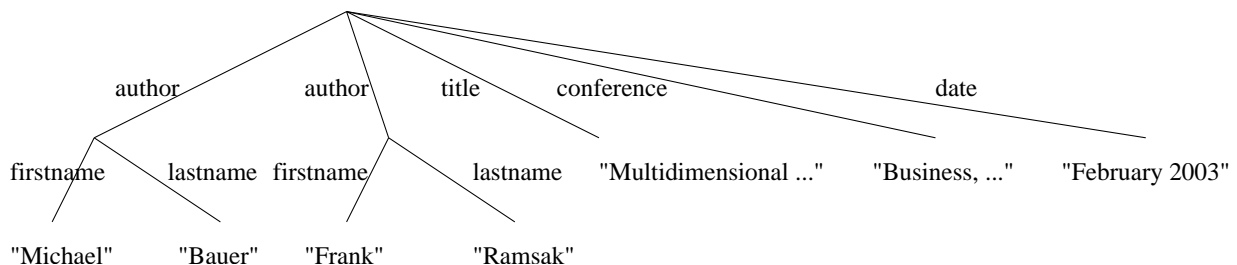 author author title conference date
firstname lastname firstname lastname "Multidimensional ..." "Business, ..." "February 2003"
"Michael" "Bauer" "Frank" "Ramsak"